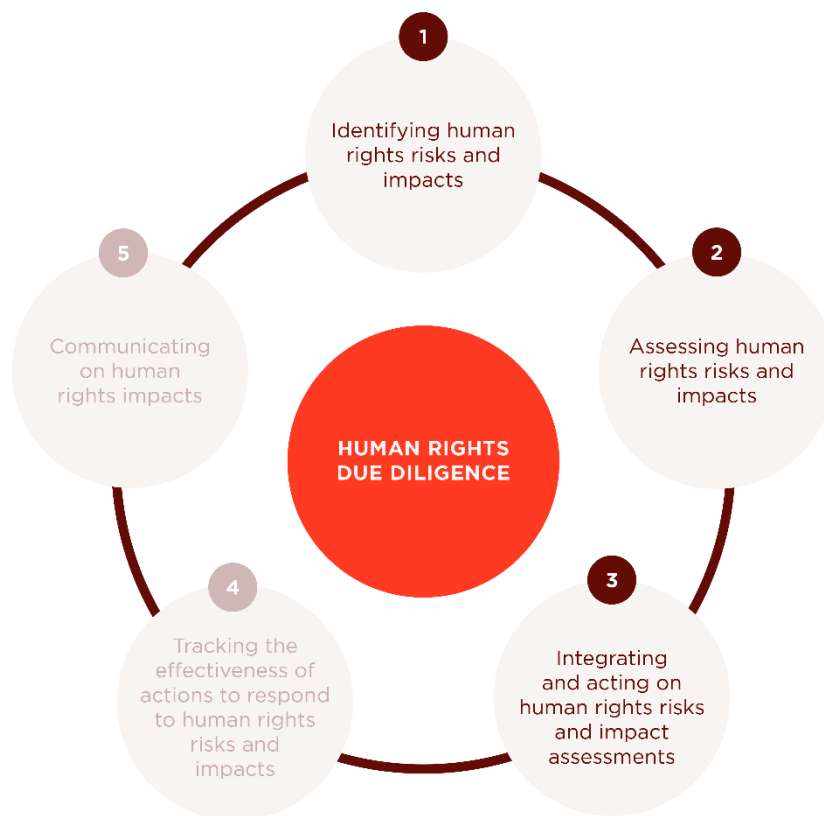 1
Identifying human
rights risks and
impacts
2
Assessing human
rights risks and
impacts
3
Integrating
and acting on
human rights risks
and impact
assessments
4
Tracking the
effectiveness of
actions to respond
to human rights
risks and
impacts
5
Communicating
on human
rights impacts
HUMAN RIGHTS
DUE DILIGENCE